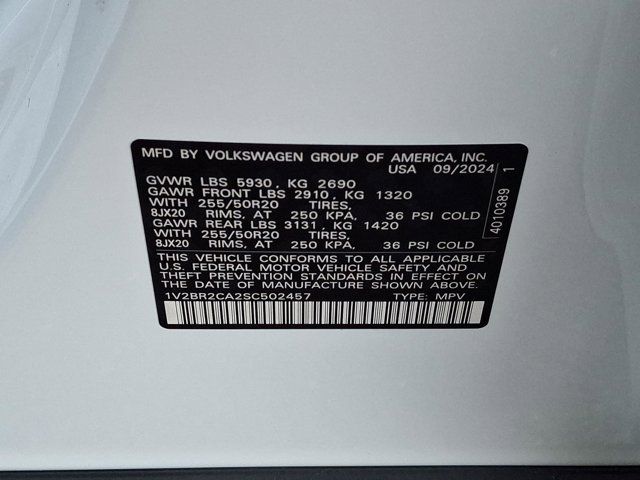 MFD BY VOLKSWAGEN GROUP OF AMERICA, INC.
USA 09/2024
GVWR LBS 5930, KG 2690
GAWR FRONT LBS 2910, KG 1320
WITH 255/50R20 TIRES,
8JX20 RIMS, AT 250 KPA, 36 PSI COLD
GAWR REAR LBS 3131, KG 1420
WITH 255/50R20 TIRES,
8JX20 RIMS, AT 250 KPA, 36 PSI COLD
THIS VEHICLE CONFORMS TO ALL APPLICABLE
U.S. FEDERAL MOTOR VEHICLE SAFETY AND
THEFT PREVENTION STANDARDS IN EFFECT ON
THE DATE OF MANUFACTURE SHOWN ABOVE.
1V2BR2CA2SC502457 TYPE: MPV
4010389 1